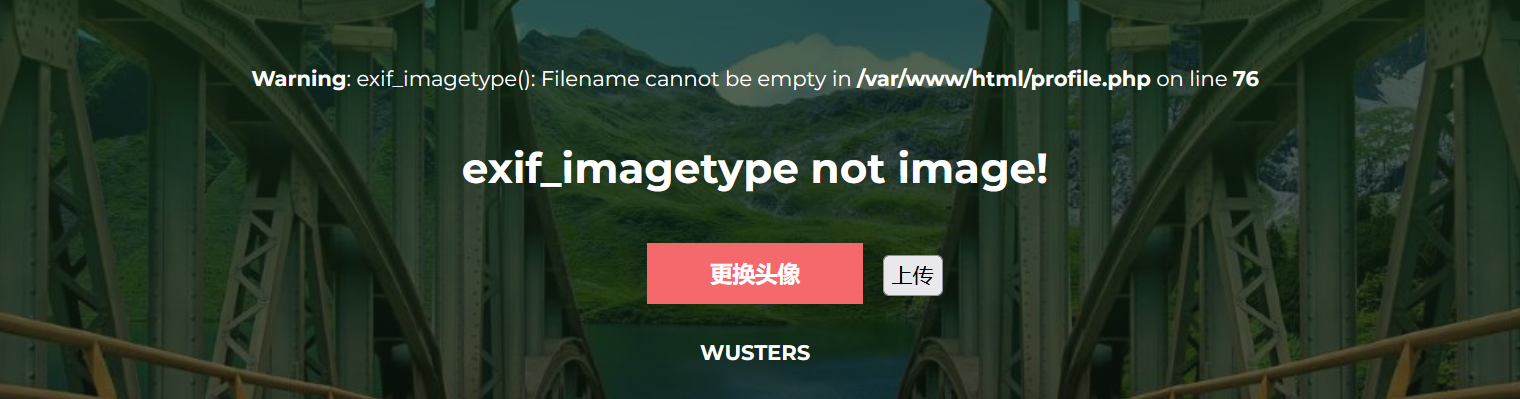 Warning: exif_imagetype(): Filename cannot be empty in /var/www/html/profile.php on line 76
exif_imagetype not image!
更换头像 上传
WUSTERS